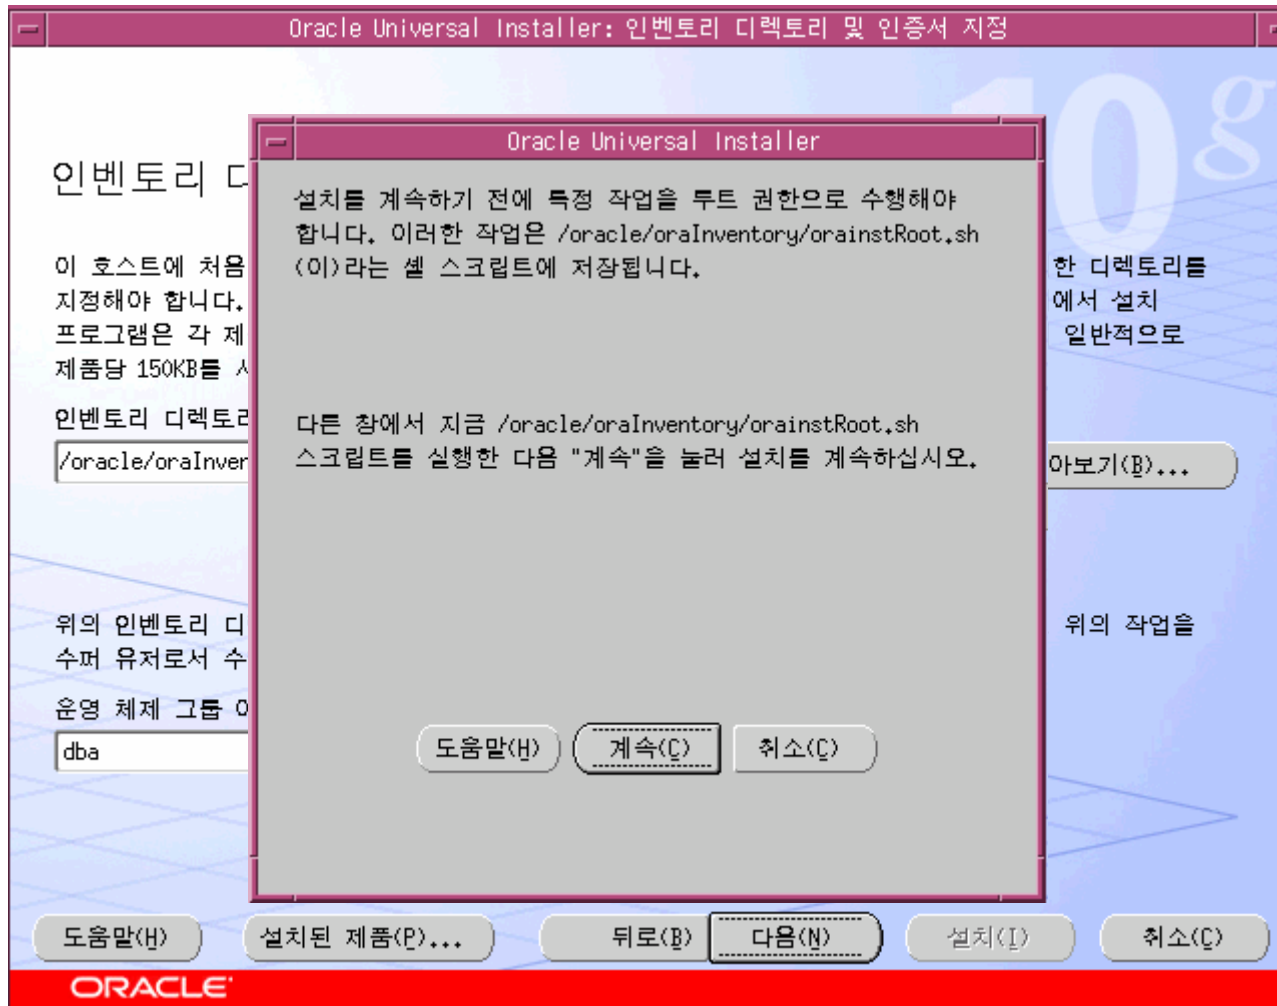 Oracle Universal Installer: 인벤토리 디렉토리 및 인증서 지정
10g
인벤토리
이 호스트에 처음 한 디렉토리를
지정해야 합니다. 에서 설치
프로그램은 각 제 일반적으로
제품당 150KB를
인벤토리 디렉토리
/oracle/oraInver
아보기(B)...
위의 인벤토리 디 위의 작업을
수퍼 유저로서 수
운영 체제 그룹
dba
Oracle Universal Installer
설치를 계속하기 전에 특정 작업을 루트 권한으로 수행해야
합니다. 이러한 작업은 /oracle/oraInventory/orainstRoot.sh
(이)라는 셸 스크립트에 저장됩니다.
다른 창에서 지금 /oracle/oraInventory/orainstRoot.sh
스크립트를 실행한 다음 "계속"을 눌러 설치를 계속하십시오.
도움말(H) 계속(C) 취소(C)
도움말(H) 설치된 제품(P)... 뒤로(B) 다음(N) 설치(I) 취소(C)
ORACLE